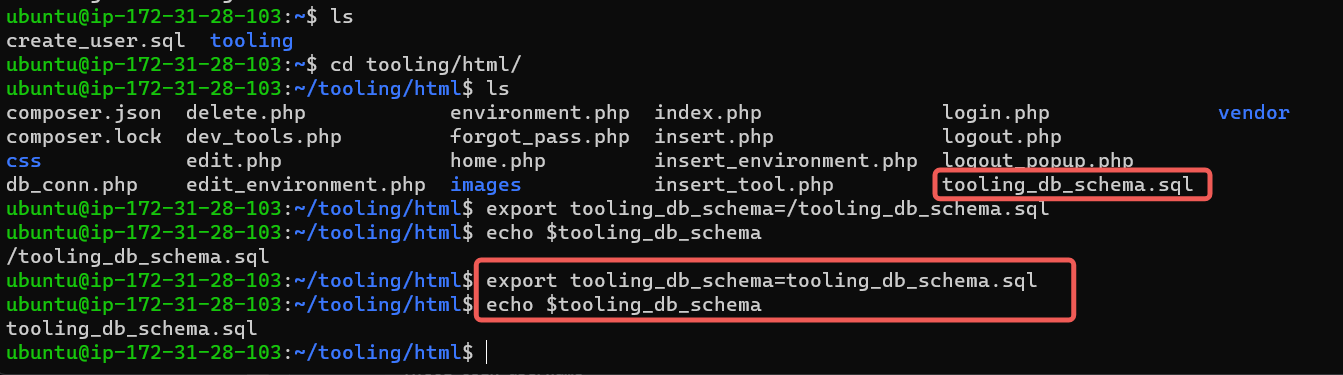 ubuntu@ip-172-31-28-103:~$ ls
create_user.sql  tooling
ubuntu@ip-172-31-28-103:~$ cd tooling/html/
ubuntu@ip-172-31-28-103:~/tooling/html$ ls
composer.json  delete.php            environment.php  index.php               login.php              vendor
composer.lock  dev_tools.php         forgot_pass.php  insert.php              logout.php
css            edit.php              home.php         insert_environment.php  logout_popup.php
db_conn.php    edit_environment.php  images           insert_tool.php         tooling_db_schema.sql
ubuntu@ip-172-31-28-103:~/tooling/html$ export tooling_db_schema=/tooling_db_schema.sql
ubuntu@ip-172-31-28-103:~/tooling/html$ echo $tooling_db_schema
/tooling_db_schema.sql
ubuntu@ip-172-31-28-103:~/tooling/html$ export tooling_db_schema=tooling_db_schema.sql
ubuntu@ip-172-31-28-103:~/tooling/html$ echo $tooling_db_schema
tooling_db_schema.sql
ubuntu@ip-172-31-28-103:~/tooling/html$